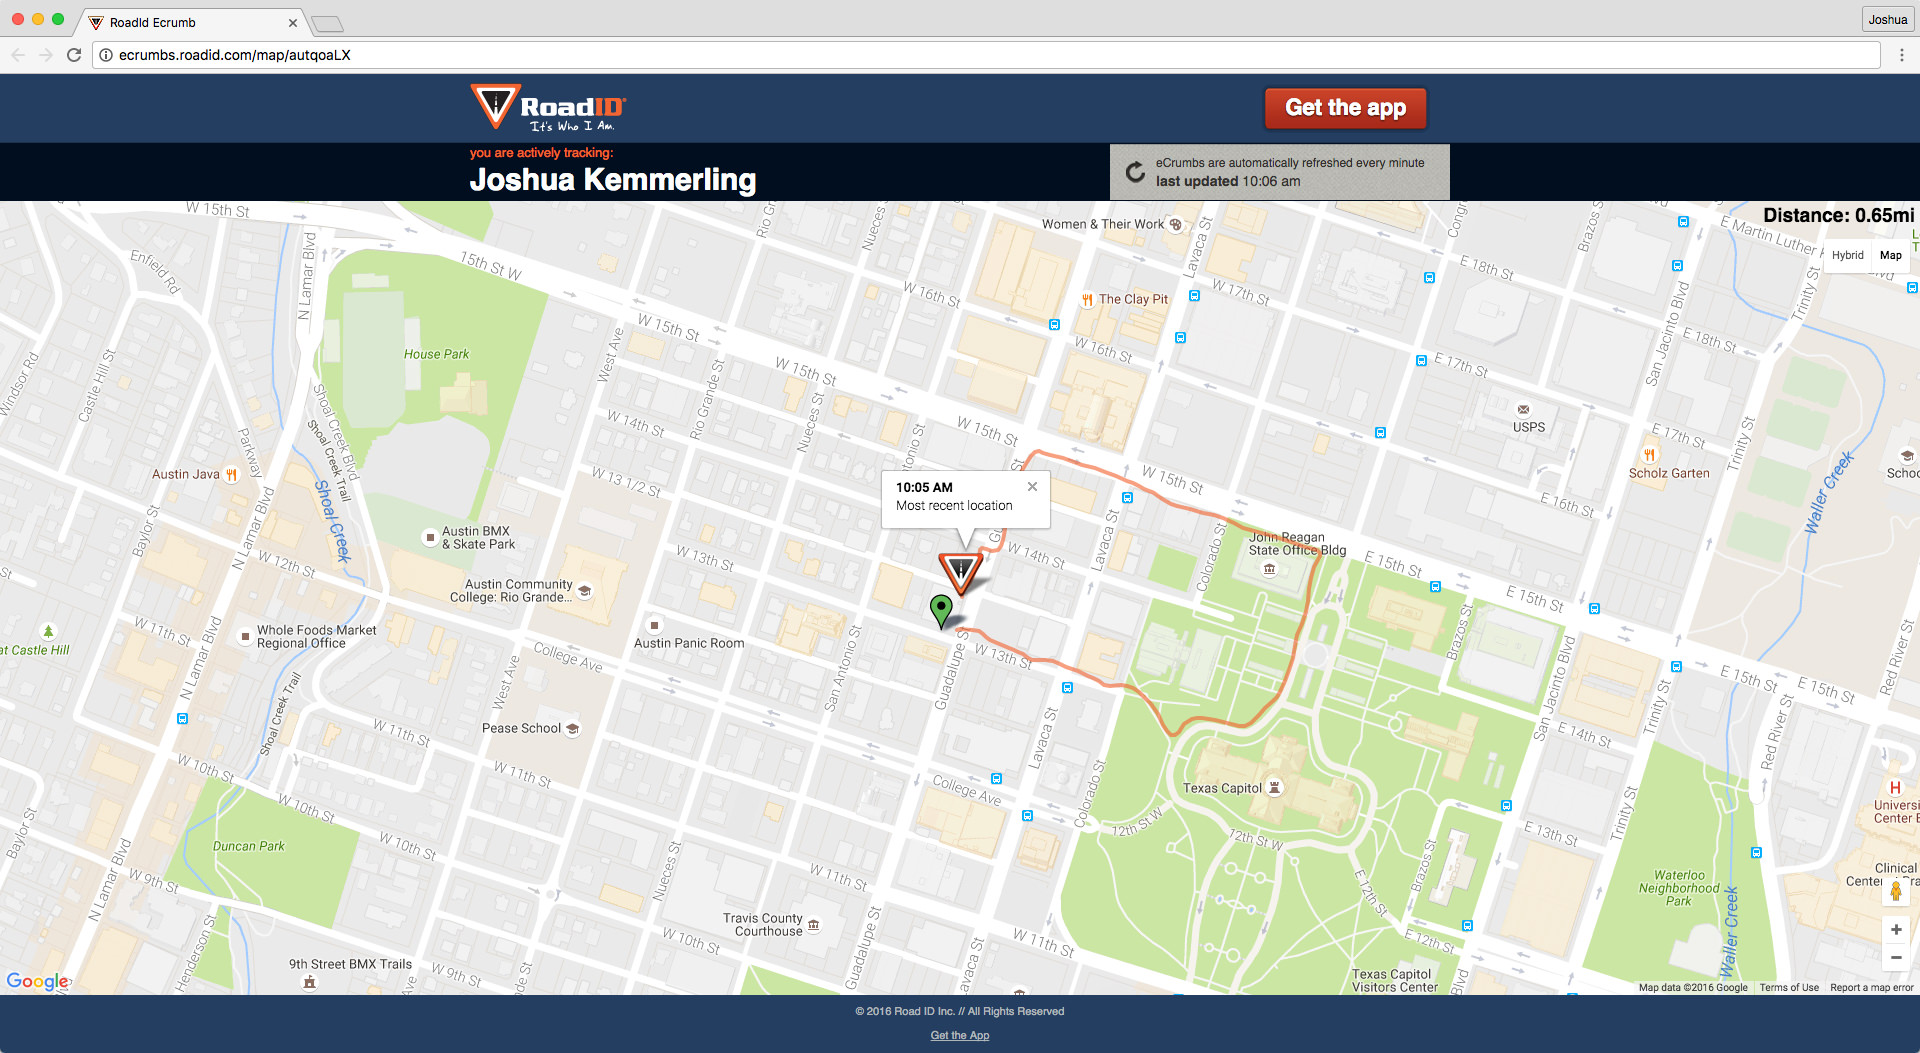 RoadId Ecrumb
Joshua
ecrumbs.roadid.com/map/autqoaLX
RoadID
It's Who I Am.
Get the app
you are actively tracking:
Joshua Kemmerling
eCrumbs are automatically refreshed every minute
last updated 10:06 am
Distance: 0.65mi
Hybrid
Map
W 15th St
Enfield Rd
N Lamar Blvd
15th St W
Windsor Rd
Castle Hill St
House Park
Parkway
Shoal Creek Blvd
Shoal Creek Trail
Shoal Creek
Austin Java
Baylor St
N Lamar Blvd
W 12th St
W 11th St
at Castle Hill
Whole Foods Market
Regional Office
N Lamar Blvd
Shoal Creek Trail
Austin BMX
& Skate Park
Austin Community
College: Rio Grande...
West Ave
W 15th St
W 14th St
W 13 1/2 St
Rio Grande St
Nueces St
W 15th St
W 13th St
Austin Panic Room
College Ave
West Ave
Pease School
W 11th St
W 11th St
San Antonio St
Women & Their Work
Lavaca St
W 16th St
The Clay Pit
W 17th St
W 16th St
E 18th St
Brazos St
E Martin Luther
Trinity St
San Jacinto Blvd
E 18th St
E 17th St
USPS
E 17th St
Scholz Garten
Trinity St
Waller Creek
E 16th St
W 15th St
W 15th St
10:05 AM
Most recent location
W 14th St
Lavaca St
Colorado St
John Reagan
State Office Bldg
E 15th St
E 15th St
Brazos St
San Jacinto Blvd
E 15th St
E 15th St
Red River St
Guadalupe St
W 13th St
Lavaca St
Colorado St
College Ave
Texas Capitol
12th St W
12th St W
E 14th St
Trinity St
Red River St
E 13th St
Trinity St
Brazos St
E 12th St
E 12th St
Waterloo
Neighborhood
Park
Waller Creek
H
Clinical
W 10th St
W 10th St
W 10th St
Duncan Park
Baylor St
W 9th St
N Lamar Blvd
Henderson St
9th Street BMX Trails
W 9th St
Nueces St
Travis County
Courthouse
W 10th St
W 11th St
Guadalupe St
W 11th St
Texas Capitol
Visitors Center
Google
Map data ©2016 Google
Terms of Use
Report a map error
© 2016 Road ID Inc. // All Rights Reserved
Get the App